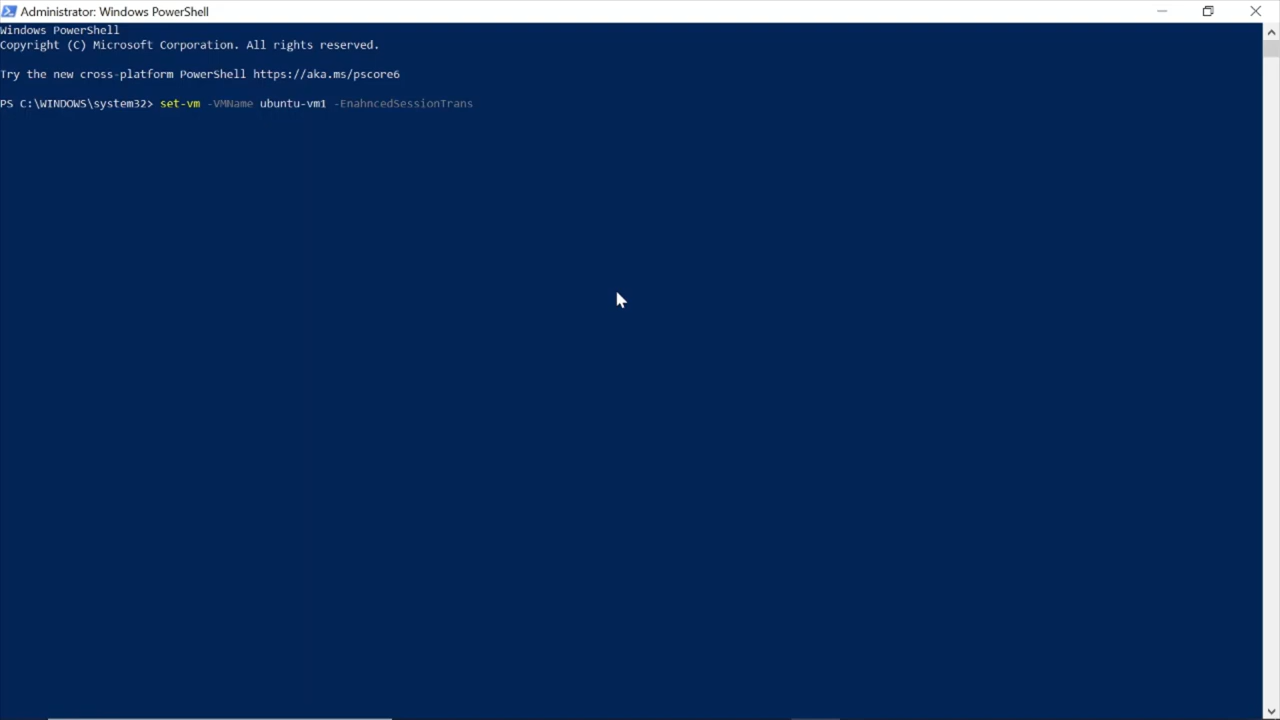 Administrator: Windows PowerShell
Windows PowerShell
Copyright (C) Microsoft Corporation. All rights reserved.
Try the new cross-platform PowerShell https://aka.ms/pscore6
PS C:\WINDOWS\system32> set-vm -VMName ubuntu-vm1 -EnahncedSessionTrans